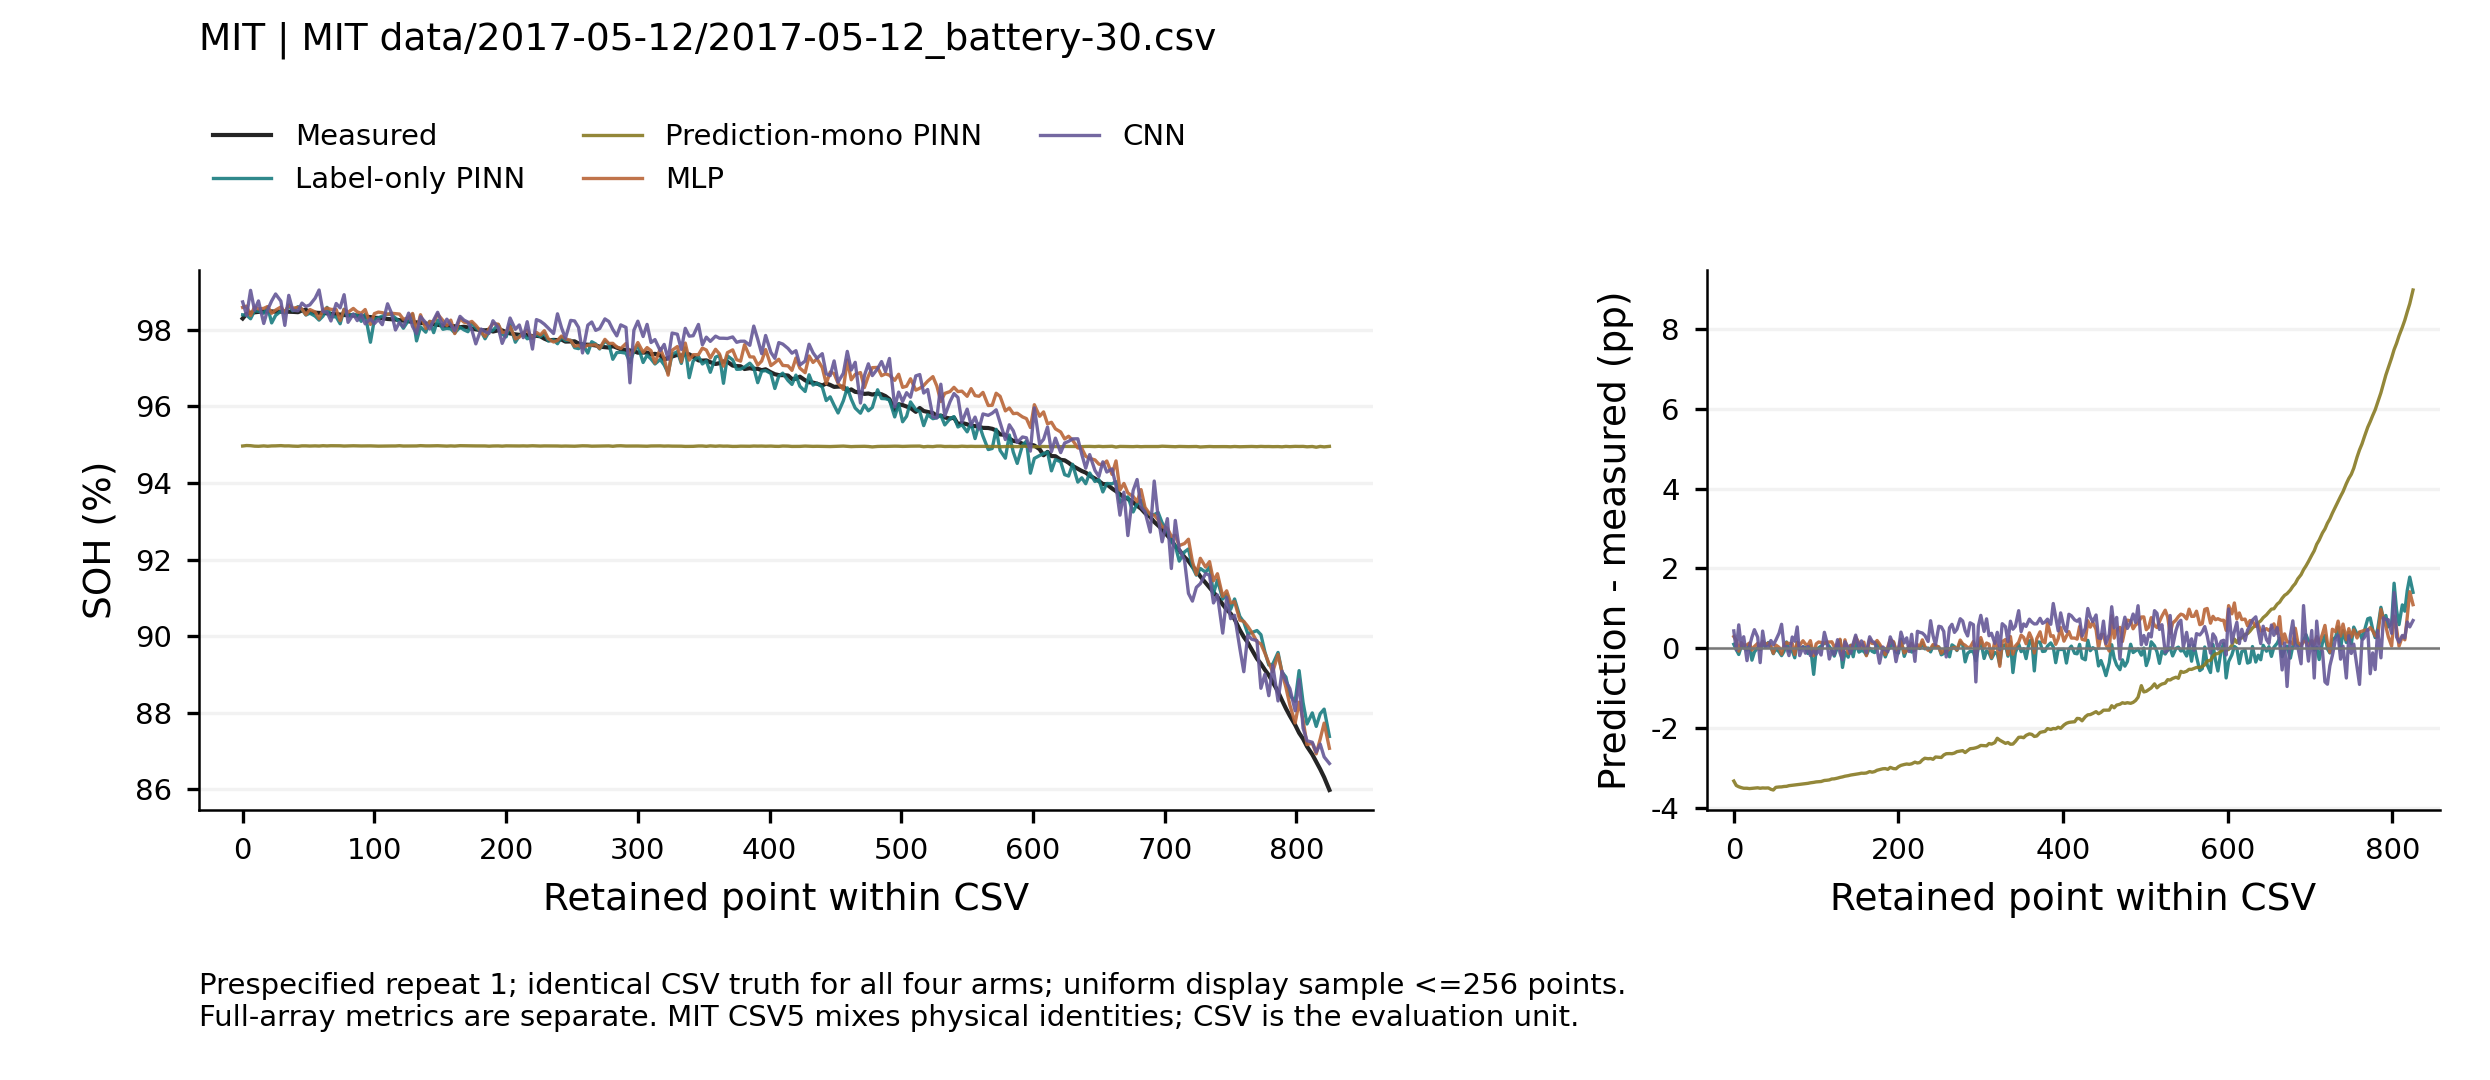 MIT | MIT data/2017-05-12/2017-05-12_battery-30.csv
Measured
Label-only PINN
Prediction-mono PINN
MLP
CNN
SOH (%)
98
96
94
92
90
88
86
0 100 200 300 400 500 600 700 800
Retained point within CSV
Prediction - measured (pp)
8
6
4
2
0
-2
-4
0 200 400 600 800
Retained point within CSV
Prespecified repeat 1; identical CSV truth for all four arms; uniform display sample <=256 points.
Full-array metrics are separate. MIT CSV5 mixes physical identities; CSV is the evaluation unit.